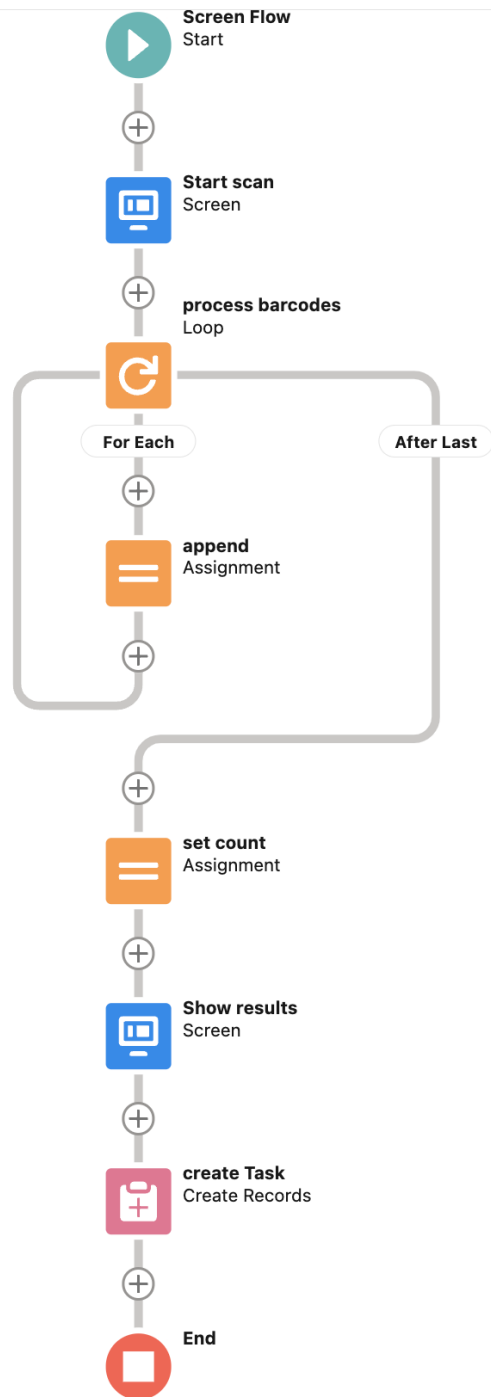 Screen Flow
Start
Start scan
Screen
process barcodes
Loop
For Each
After Last
append
Assignment
set count
Assignment
Show results
Screen
create Task
Create Records
End